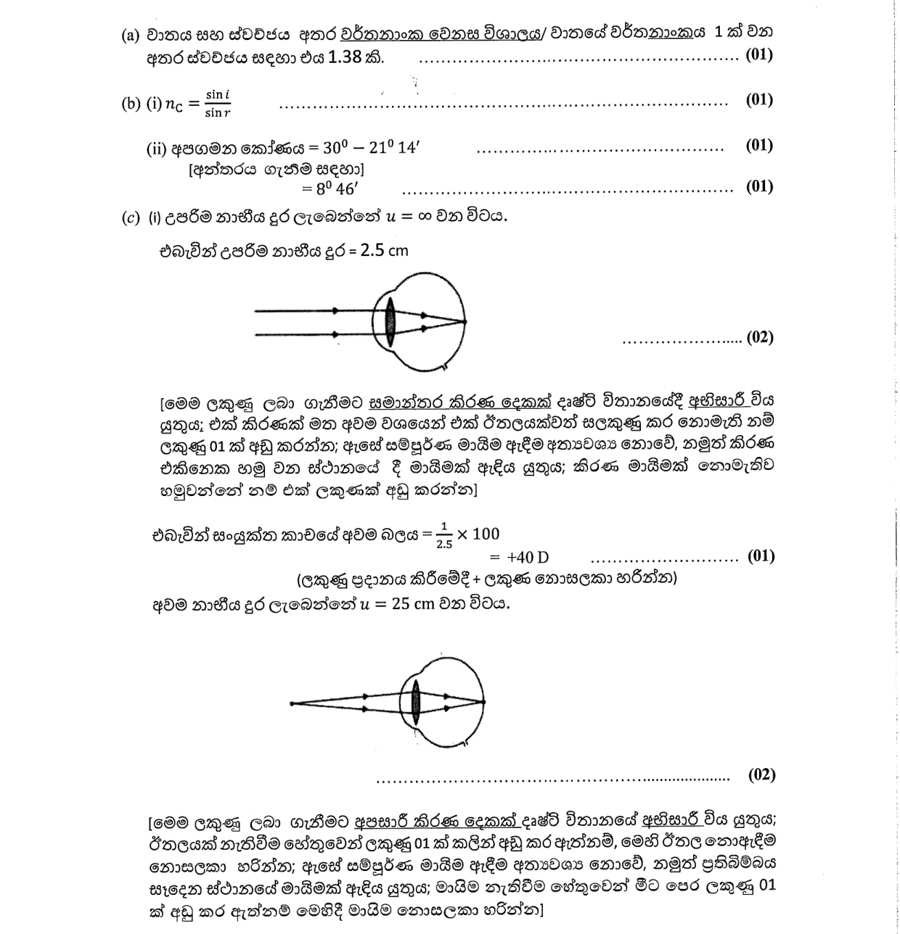 (a) වාතය සහ ස්වච්ජය අතර වර්තනාංක වෙනස විශාලය/ වාතයේ වර්තනාංකය 1 ක් වන
අතර ස්වච්ජය සඳහා එය 1.38 කි. ………………………………………………… (01)
(b) (i) n_C = sin i / sin r ………………………………………………………………… (01)
(ii) අපගමන කෝණය = 30⁰ − 21⁰ 14′ …………………………………… (01)
[අන්තරය ගැනීම සඳහා]
= 8⁰ 46′ ………………………………………………… (01)
(c) (i) උපරිම නාභීය දුර ලැබෙන්නේ u = ∞ වන විටය.
එබැවින් උපරිම නාභීය දුර = 2.5 cm
…………………..... (02)
[මෙම ලකුණු ලබා ගැනීමට සමාන්තර කිරණ දෙකක් දෘෂ්ටි විතානයේදී අභිසාරී විය
යුතුය; එක් කිරණක් මත අවම වශයෙන් එක් ඊතලයක්වත් සලකුණු කර නොමැති නම්
ලකුණු 01 ක් අඩු කරන්න; ඇසේ සම්පූර්ණ මායිම ඇඳීම අත්‍යවශ්‍ය නොවේ, නමුත් කිරණ
එකිනෙක හමු වන ස්ථානයේ දී මායිමක් ඇඳිය යුතුය; කිරණ මායිමක් නොමැතිව
හමුවන්නේ නම් එක් ලකුණක් අඩු කරන්න]
එබැවින් සංයුක්ත කාචයේ අවම බලය = 1/2.5 × 100
= +40 D ……………………… (01)
(ලකුණු ප්‍රදානය කිරීමේදී + ලකුණ නොසලකා හරින්න)
අවම නාභීය දුර ලැබෙන්නේ u = 25 cm වන විටය.
………………………………………………...................... (02)
[මෙම ලකුණු ලබා ගැනීමට අපසාරී කිරණ දෙකක් දෘෂ්ටි විතානයේ අභිසාරී විය යුතුය;
ඊතලයක් නැතිවීම හේතුවෙන් ලකුණු 01 ක් කලින් අඩු කර ඇත්නම්, මෙහි ඊතල නොඇඳීම
නොසලකා හරින්න; ඇසේ සම්පූර්ණ මායිම ඇඳීම අත්‍යවශ්‍ය නොවේ, නමුත් ප්‍රතිබිම්බය
සෑදෙන ස්ථානයේ මායිමක් ඇඳිය යුතුය; මායිම නැතිවීම හේතුවෙන් මීට පෙර ලකුණු 01
ක් අඩු කර ඇත්නම් මෙහිදී මායිම නොසලකා හරින්න]